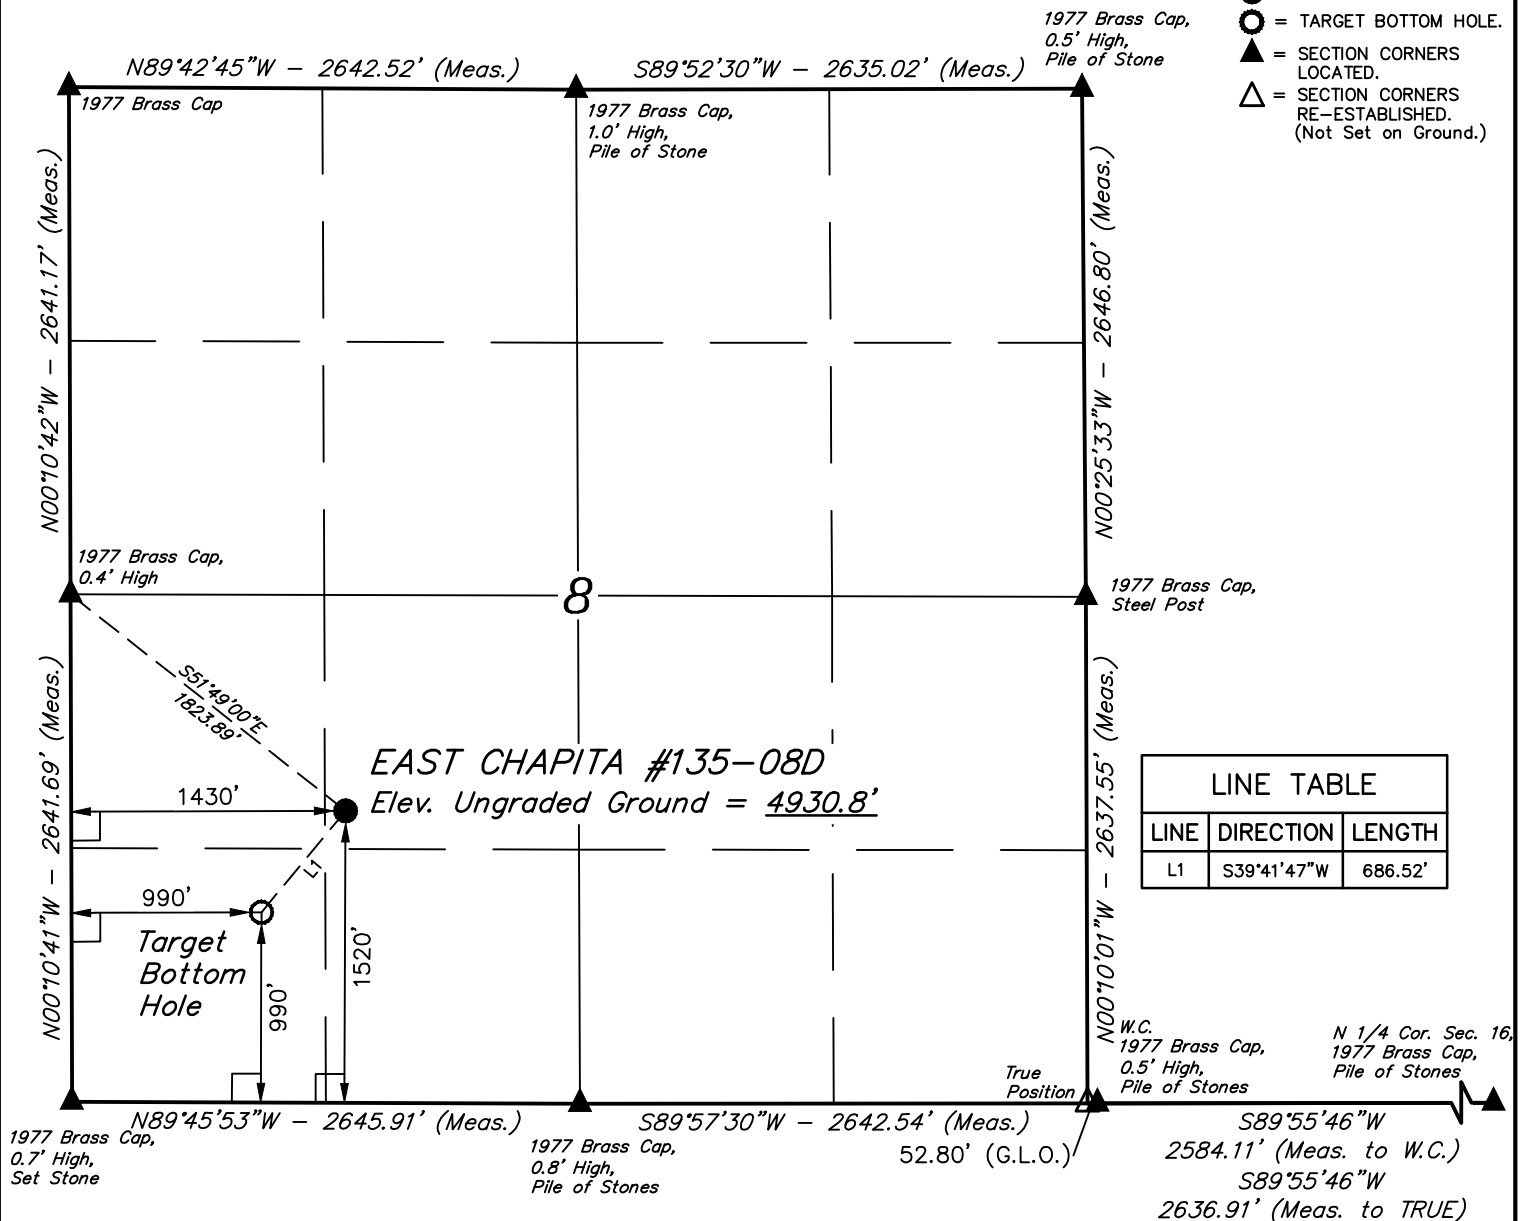 = TARGET BOTTOM HOLE.
= SECTION CORNERS
LOCATED.
= SECTION CORNERS
RE-ESTABLISHED.
(Not Set on Ground.)
1977 Brass Cap,
0.5' High,
Pile of Stone
N89°42'45"W - 2642.52' (Meas.)
S89°52'30"W - 2635.02' (Meas.)
1977 Brass Cap
1977 Brass Cap,
1.0' High,
Pile of Stone
N00°10'42"W - 2641.17' (Meas.)
N00°25'33"W - 2646.80' (Meas.)
1977 Brass Cap,
0.4' High
8
1977 Brass Cap,
Steel Post
S51°49'00"E
1823.89'
N00°10'41"W - 2641.69' (Meas.)
N00°10'01"W - 2637.55' (Meas.)
EAST CHAPITA #135-08D
Elev. Ungraded Ground = 4930.8'
1430'
L1
990'
1520'
990'
Target
Bottom
Hole
LINE TABLE
LINE DIRECTION LENGTH
L1 S39°41'47"W 686.52'
W.C.
1977 Brass Cap,
0.5' High,
Pile of Stones
N 1/4 Cor. Sec. 16,
1977 Brass Cap,
Pile of Stones
True
Position
N89°45'53"W - 2645.91' (Meas.)
S89°57'30"W - 2642.54' (Meas.)
52.80' (G.L.O.)
1977 Brass Cap,
0.7' High,
Set Stone
1977 Brass Cap,
0.8' High,
Pile of Stones
S89°55'46"W
2584.11' (Meas. to W.C.)
S89°55'46"W
2636.91' (Meas. to TRUE)